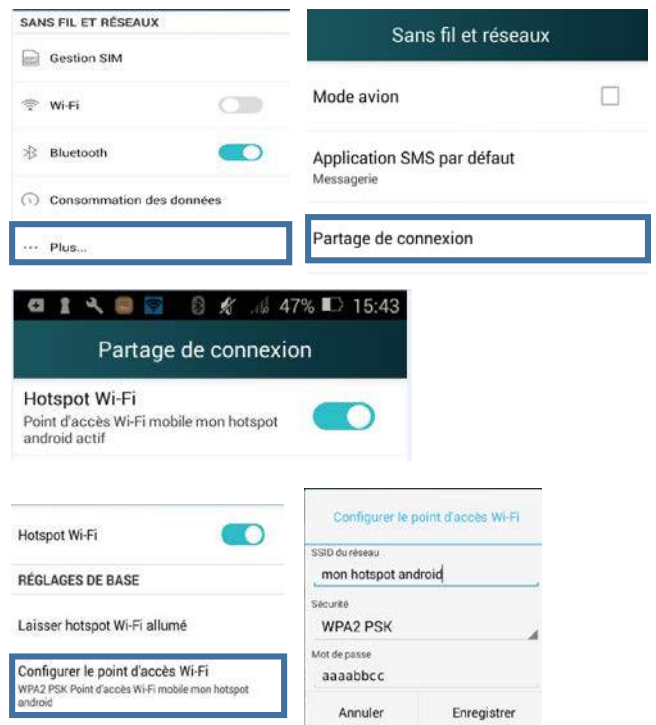 SANS FIL ET RÉSEAUX
Gestion SIM
Wi-Fi
Bluetooth
Consommation des données
Plus...
Sans fil et réseaux
Mode avion
Application SMS par défaut
Messagerie
Partage de connexion
47% 15:43
Partage de connexion
Hotspot Wi-Fi
Point d'accès Wi-Fi mobile mon hotspot
android actif
Hotspot Wi-Fi
RÉGLAGES DE BASE
Laisser hotspot Wi-Fi allumé
Configurer le point d'accès Wi-Fi
WPA2 PSK Point d'accès Wi-Fi mobile mon hotspot
android
Configurer le point d'accès Wi-Fi
SSID du réseau
mon hotspot android
Sécurité
WPA2 PSK
Mot de passe
aaaabbcc
Annuler Enregistrer